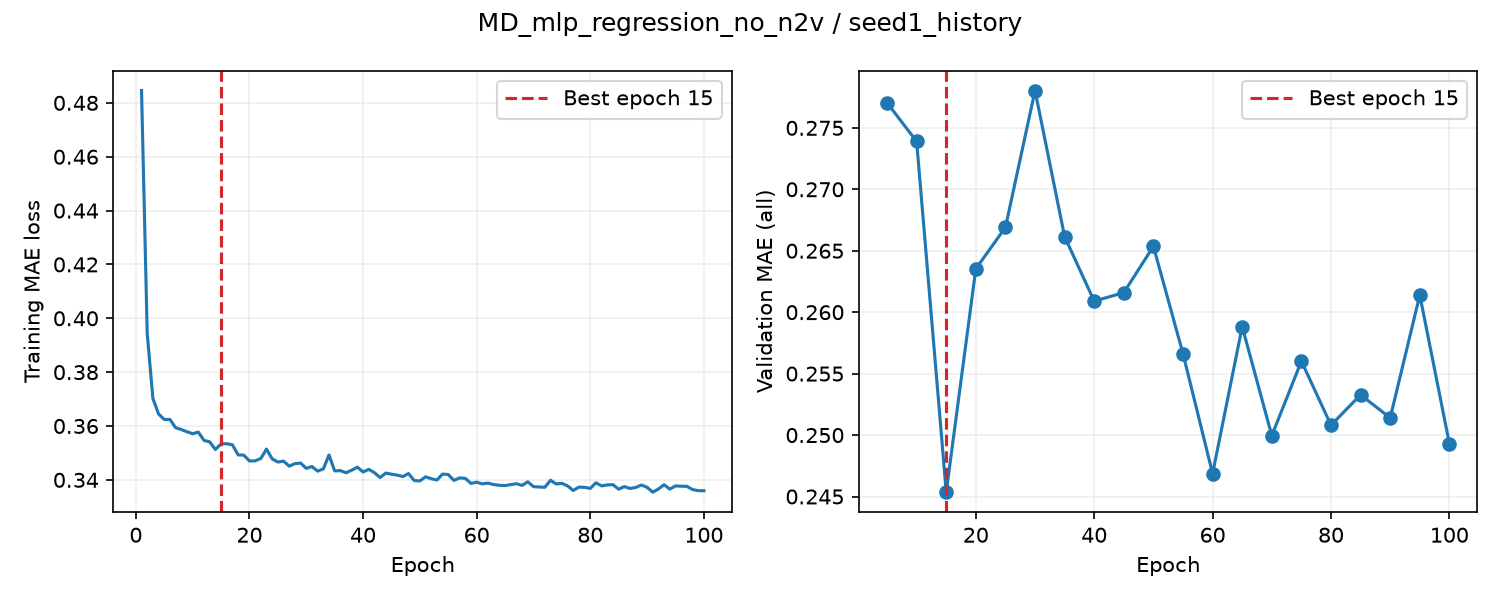 MD_mlp_regression_no_n2v / seed1_history
Training MAE loss
0.48
0.46
0.44
0.42
0.40
0.38
0.36
0.34
Best epoch 15
0 20 40 60 80 100
Epoch
Validation MAE (all)
0.275
0.270
0.265
0.260
0.255
0.250
0.245
Best epoch 15
20 40 60 80 100
Epoch